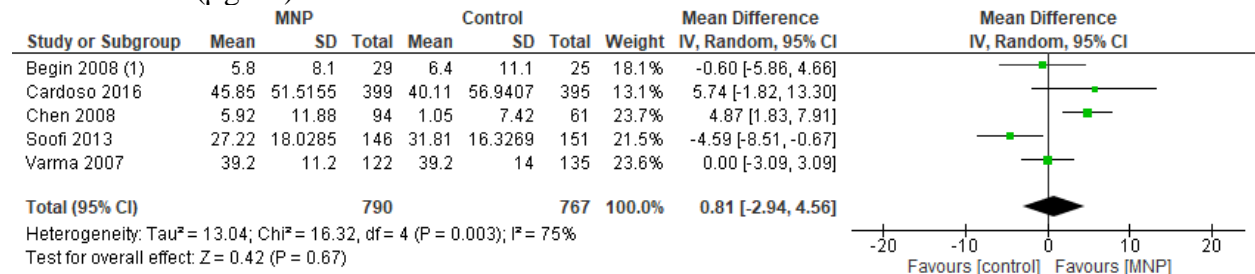 MNP Control Mean Difference Mean Difference
Study or Subgroup Mean SD Total Mean SD Total Weight IV, Random, 95% CI IV, Random, 95% CI
Begin 2008 (1) 5.8 8.1 29 6.4 11.1 25 18.1% -0.60 [-5.86, 4.66]
Cardoso 2016 45.85 51.5155 399 40.11 56.9407 395 13.1% 5.74 [-1.82, 13.30]
Chen 2008 5.92 11.88 94 1.05 7.42 61 23.7% 4.87 [1.83, 7.91]
Soofi 2013 27.22 18.0285 146 31.81 16.3269 151 21.5% -4.59 [-8.51, -0.67]
Varma 2007 39.2 11.2 122 39.2 14 135 23.6% 0.00 [-3.09, 3.09]
Total (95% CI) 790 767 100.0% 0.81 [-2.94, 4.56]
Heterogeneity: Tau² = 13.04; Chi² = 16.32, df = 4 (P = 0.003); I² = 75%
Test for overall effect: Z = 0.42 (P = 0.67)
-20 -10 0 10 20
Favours [control] Favours [MNP]